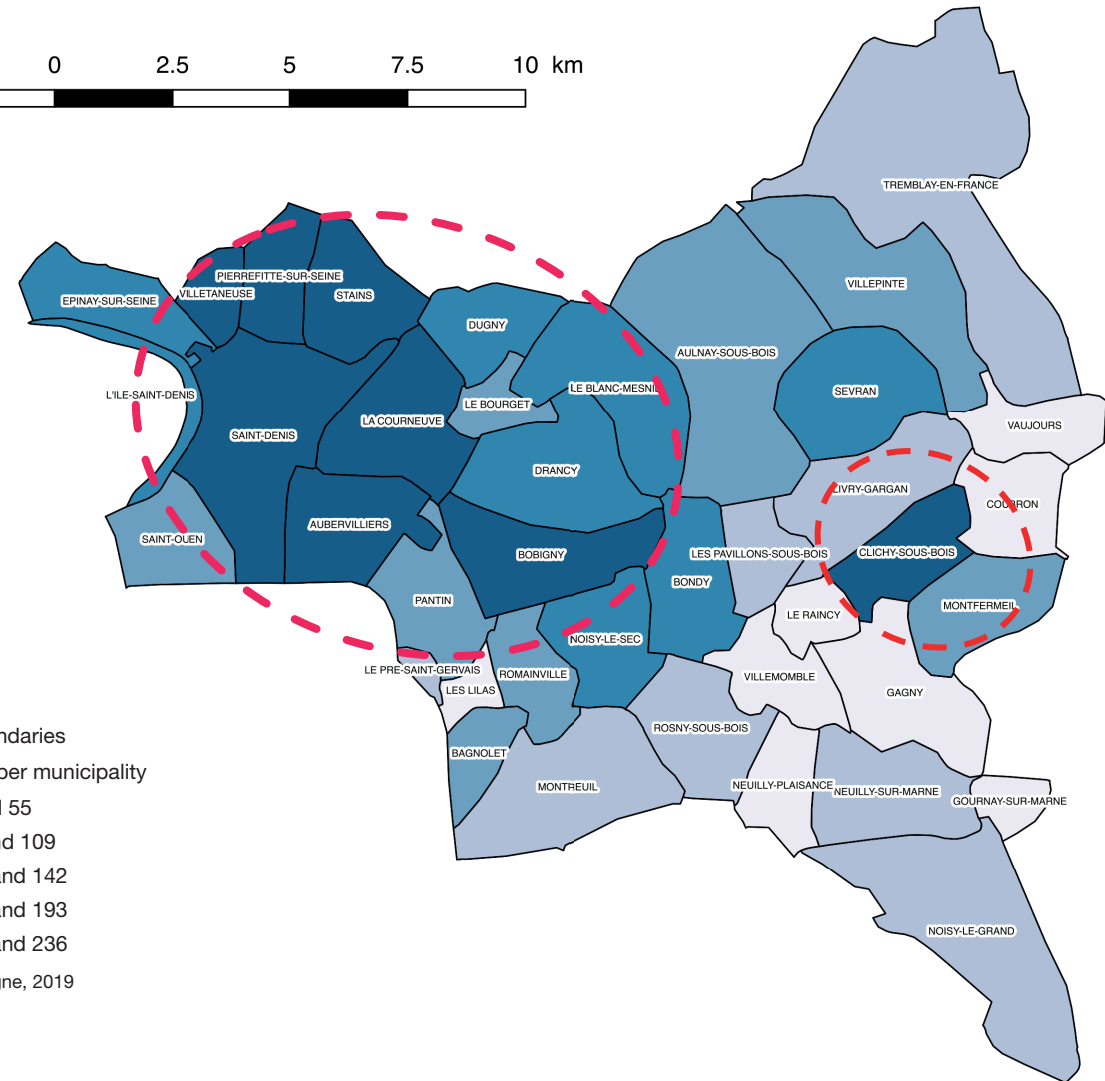 0 2.5 5 7.5 10 km
TREMBLAY-EN-FRANCE
PIERREFITTE-SUR-SEINE
VILLEPINTE
VILLETANEUSE
STAINS
EPINAY-SUR-SEINE
DUGNY
AULNAY-SOUS-BOIS
LE BLANC-MESNIL
SEVRAN
L'ILE-SAINT-DENIS
LE BOURGET
LA COURNEUVE
VAUJOURS
SAINT-DENIS
DRANCY
LIVRY-GARGAN
COUBRON
AUBERVILLIERS
SAINT-OUEN
BOBIGNY
LES PAVILLONS-SOUS-BOIS
CLICHY-SOUS-BOIS
BONDY
PANTIN
MONTFERMEIL
LE RAINCY
NOISY-LE-SEC
LE PRE-SAINT-GERVAIS
ROMAINVILLE
VILLEMOMBLE
LES LILAS
GAGNY
ROSNY-SOUS-BOIS
BAGNOLET
MONTREUIL
NEUILLY-PLAISANCE
NEUILLY-SUR-MARNE
GOURNAY-SUR-MARNE
NOISY-LE-GRAND
ndaries
per municipality
55
nd 109
and 142
and 193
and 236
gne, 2019